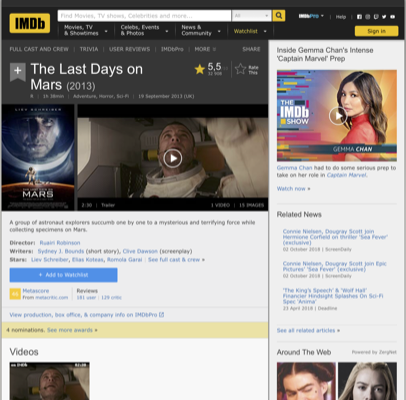 IMDb
Find Movies, TV shows, Celebrities and more...
All
IMDbPro
Help
Movies, TV
& Showtimes
Celebs, Events
& Photos
News &
Community
Watchlist
Sign in
FULL CAST AND CREW | TRIVIA | USER REVIEWS | IMDbPro | MORE
SHARE
The Last Days on
Mars (2013)
5,5
Rate
This
R | 1h 38min | Adventure, Horror, Sci-Fi | 19 September 2013 (UK)
MARS
2:30 | Trailer
1 VIDEO | 15 IMAGES
A group of astronaut explorers succumb one by one to a mysterious and terrifying force while
collecting specimens on Mars.
Director: Ruairi Robinson
Writers: Sydney J. Bounds (short story), Clive Dawson (screenplay)
Stars: Liev Schreiber, Elias Koteas, Romola Garai | See full cast & crew »
+ Add to Watchlist
Metascore
From metacritic.com
Reviews
181 user | 129 critic
View production, box office, & company info on IMDbPro
4 nominations. See more awards »
Videos
Inside Gemma Chan's Intense
'Captain Marvel' Prep
THE
IMDb
SHOW
GEMMA CHAN
Gemma Chan had to do some serious prep to
take on her role in Captain Marvel.
Watch now »
Related News
Connie Nielsen, Dougray Scott Join
Hermione Corfield on thriller 'Sea Fever'
(exclusive)
02 October 2018 | ScreenDaily
Connie Nielsen, Dougray Scott join Epic
Pictures' 'Sea Fever' (exclusive)
02 October 2018 | ScreenDaily
'The King's Speech' & 'Wolf Hall'
Financier Hindsight Splashes On Sci-Fi
Spec 'Anima'
23 April 2018 | Deadline
See all related articles »
Around The Web
Powered by ZergNet